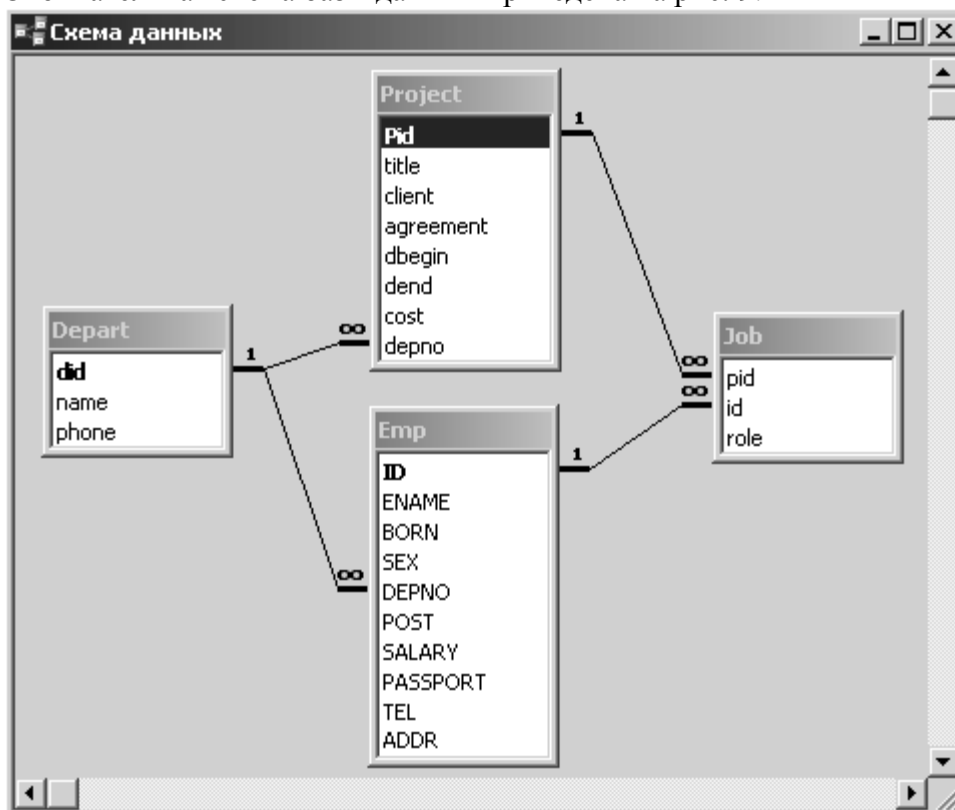 Схема данных
Project
Pid
title
client
agreement
dbegin
dend
cost
depno
1
∞
Depart
did
name
phone
1
∞
Emp
ID
ENAME
BORN
SEX
DEPNO
POST
SALARY
PASSPORT
TEL
ADDR
1
∞
∞
Job
pid
id
role